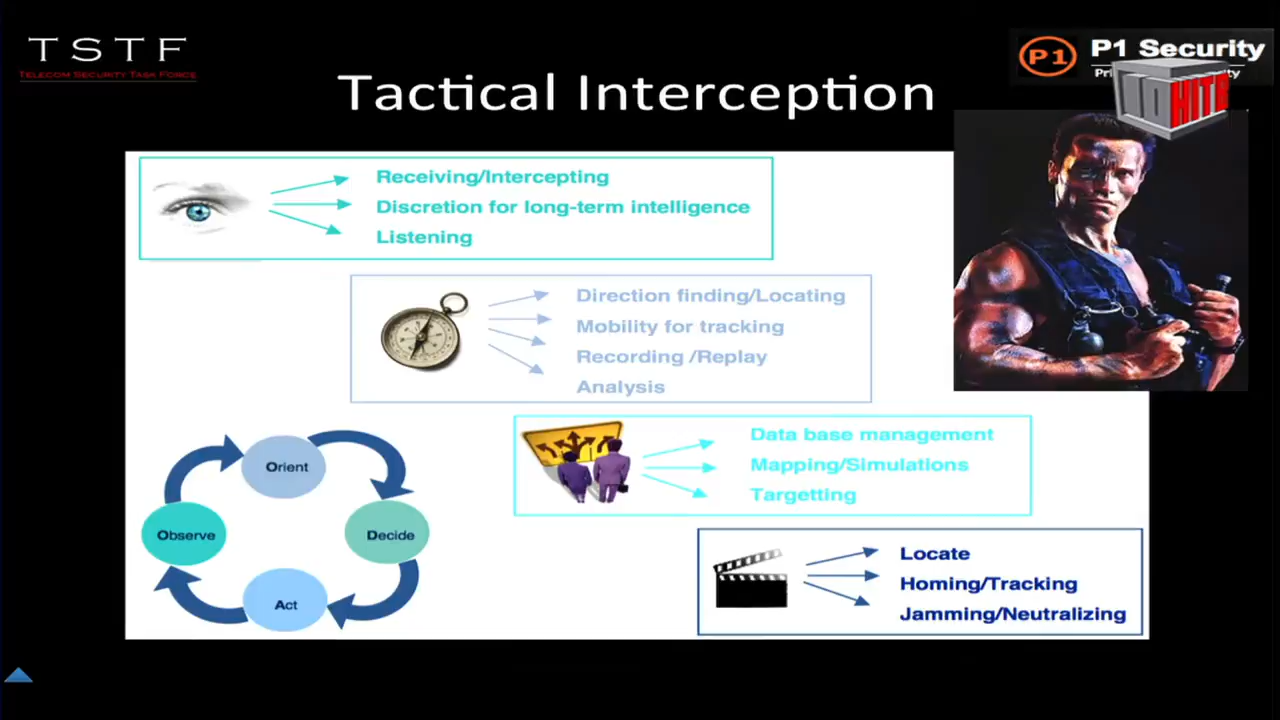 TSTF
TELECOM SECURITY TASK FORCE
P1
P1 Security
HITB
Tactical Interception
Receiving/Intercepting
Discretion for long-term intelligence
Listening
Direction finding/Locating
Mobility for tracking
Recording /Replay
Analysis
Data base management
Mapping/Simulations
Targetting
Orient
Observe
Decide
Act
Locate
Homing/Tracking
Jamming/Neutralizing